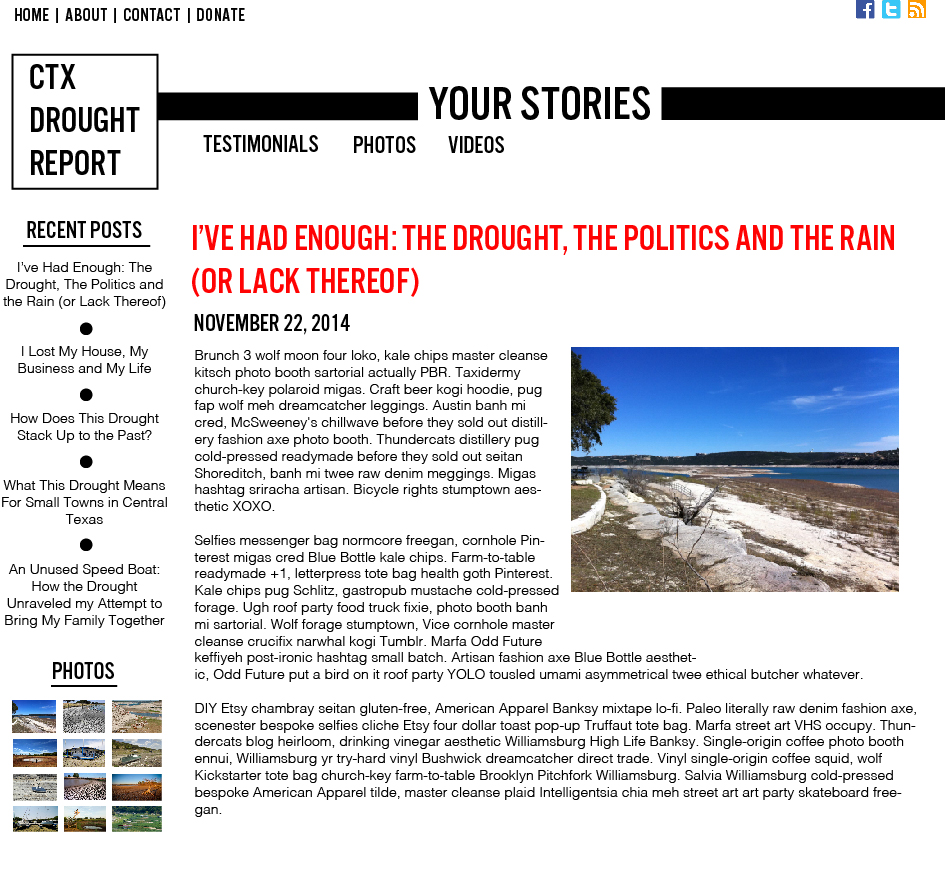 HOME | ABOUT | CONTACT | DONATE
CTX
DROUGHT
REPORT
YOUR STORIES
TESTIMONIALS PHOTOS VIDEOS
RECENT POSTS
I've Had Enough: The
Drought, The Politics and
the Rain (or Lack Thereof)
I Lost My House, My
Business and My Life
How Does This Drought
Stack Up to the Past?
What This Drought Means
For Small Towns in Central
Texas
An Unused Speed Boat:
How the Drought
Unraveled my Attempt to
Bring My Family Together
PHOTOS
I'VE HAD ENOUGH: THE DROUGHT, THE POLITICS AND THE RAIN
(OR LACK THEREOF)
NOVEMBER 22, 2014
Brunch 3 wolf moon four loko, kale chips master cleanse
kitsch photo booth sartorial actually PBR. Taxidermy
church-key polaroid migas. Craft beer kogi hoodie, pug
fap wolf meh dreamcatcher leggings. Austin banh mi
cred, McSweeney's chillwave before they sold out distill-
ery fashion axe photo booth. Thundercats distillery pug
cold-pressed readymade before they sold out seitan
Shoreditch, banh mi twee raw denim meggings. Migas
hashtag sriracha artisan. Bicycle rights stumptown aes-
thetic XOXO.
Selfies messenger bag normcore freegan, cornhole Pin-
terest migas cred Blue Bottle kale chips. Farm-to-table
readymade +1, letterpress tote bag health goth Pinterest.
Kale chips pug Schlitz, gastropub mustache cold-pressed
forage. Ugh roof party food truck fixie, photo booth banh
mi sartorial. Wolf forage stumptown, Vice cornhole master
cleanse crucifix narwhal kogi Tumblr. Marfa Odd Future
keffiyeh post-ironic hashtag small batch. Artisan fashion axe Blue Bottle aesthet-
ic, Odd Future put a bird on it roof party YOLO tousled umami asymmetrical twee ethical butcher whatever.
DIY Etsy chambray seitan gluten-free, American Apparel Banksy mixtape lo-fi. Paleo literally raw denim fashion axe,
scenester bespoke selfies cliche Etsy four dollar toast pop-up Truffaut tote bag. Marfa street art VHS occupy. Thun-
dercats blog heirloom, drinking vinegar aesthetic Williamsburg High Life Banksy. Single-origin coffee photo booth
ennui, Williamsburg yr try-hard vinyl Bushwick dreamcatcher direct trade. Vinyl single-origin coffee squid, wolf
Kickstarter tote bag church-key farm-to-table Brooklyn Pitchfork Williamsburg. Salvia Williamsburg cold-pressed
bespoke American Apparel tilde, master cleanse plaid Intelligentsia chia meh street art art party skateboard free-
gan.